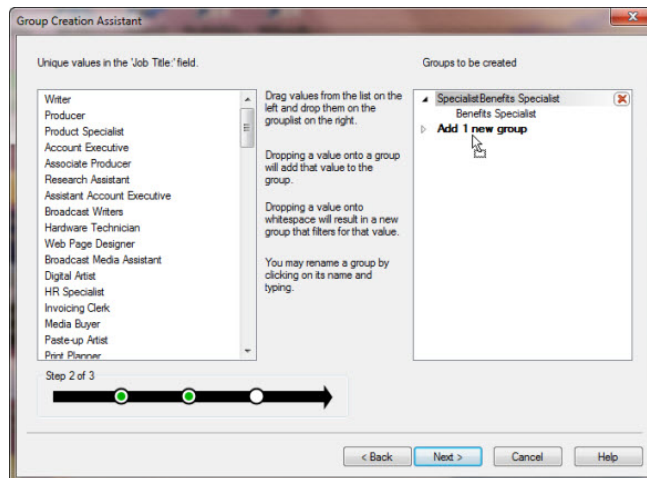 Group Creation Assistant
Unique values in the 'Job Title:' field.
Groups to be created
Writer
Producer
Product Specialist
Account Executive
Associate Producer
Research Assistant
Assistant Account Executive
Broadcast Writers
Hardware Technician
Web Page Designer
Broadcast Media Assistant
Digital Artist
HR Specialist
Invoicing Clerk
Media Buyer
Paste-up Artist
Print Planner
Drag values from the list on the
left and drop them on the
grouplist on the right.
Dropping a value onto a group
will add that value to the
group.
Dropping a value onto
whitespace will result in a new
group that filters for that value.
You may rename a group by
clicking on its name and
typing.
SpecialistBenefits Specialist
Benefits Specialist
Add 1 new group
Step 2 of 3
< Back
Next >
Cancel
Help